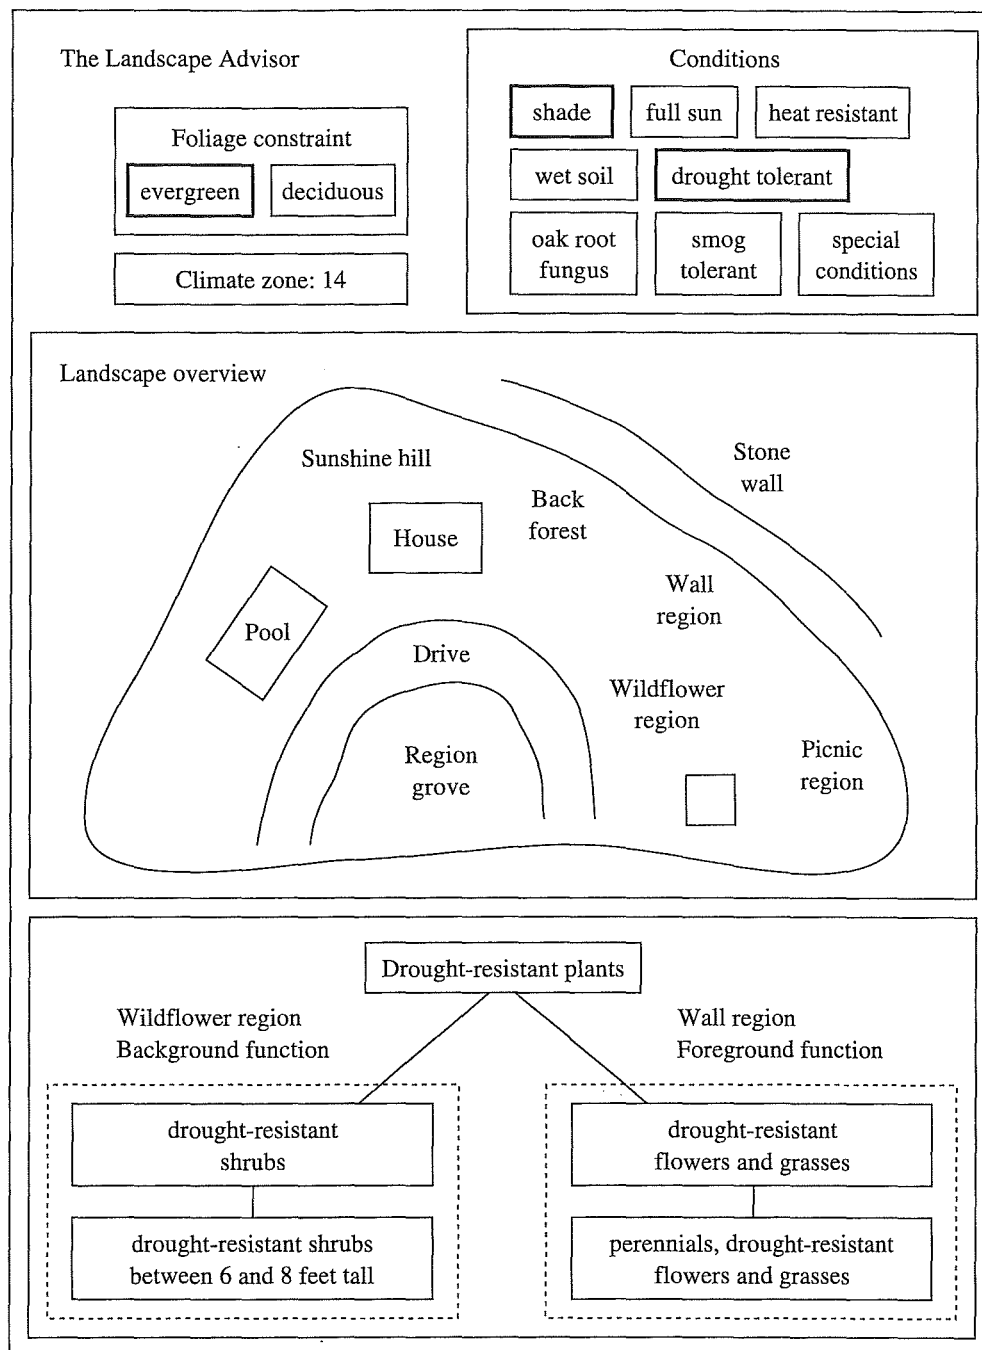 The Landscape Advisor
Foliage constraint
evergreen
deciduous
Climate zone: 14
Conditions
shade
full sun
heat resistant
wet soil
drought tolerant
oak root
fungus
smog
tolerant
special
conditions
Landscape overview
Sunshine hill
Stone
wall
Back
forest
House
Wall
region
Pool
Drive
Wildflower
region
Region
grove
Picnic
region
Drought-resistant plants
Wildflower region
Background function
Wall region
Foreground function
drought-resistant
shrubs
drought-resistant shrubs
between 6 and 8 feet tall
drought-resistant
flowers and grasses
perennials, drought-resistant
flowers and grasses